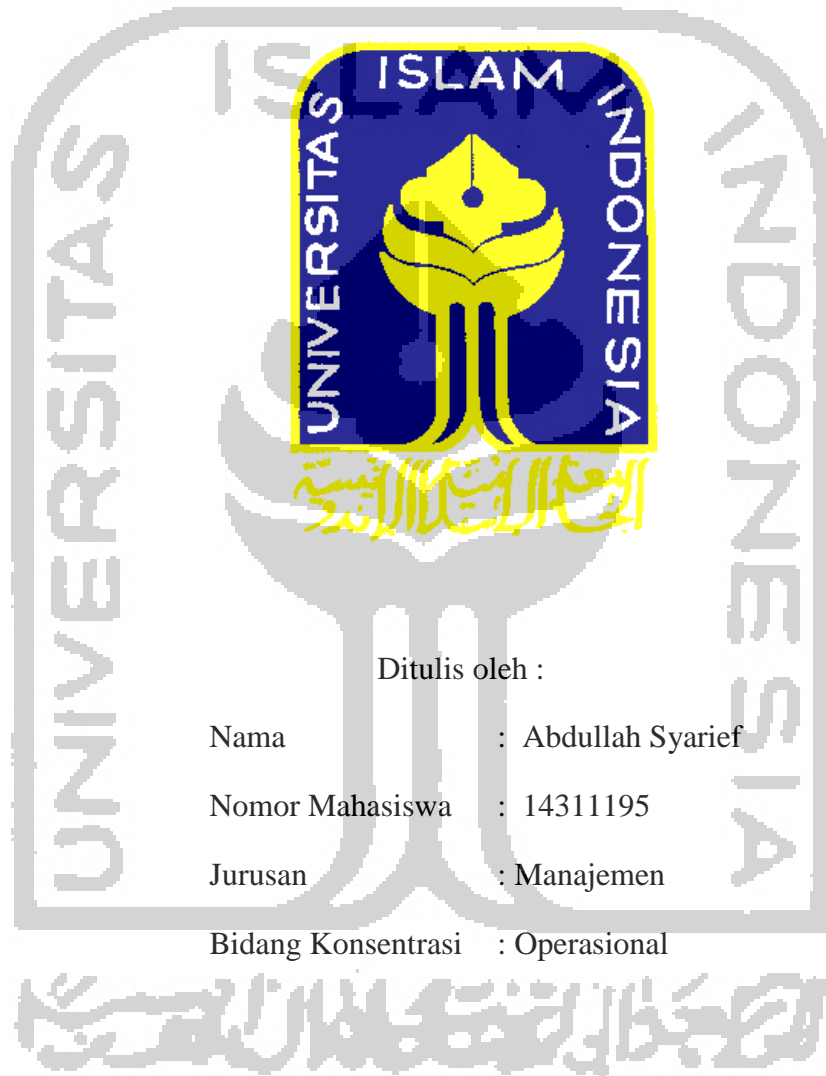 ISLAM
UNIVERSITAS
INDONESIA
Ditulis oleh :
Nama : Abdullah Syarief
Nomor Mahasiswa : 14311195
Jurusan : Manajemen
Bidang Konsentrasi : Operasional